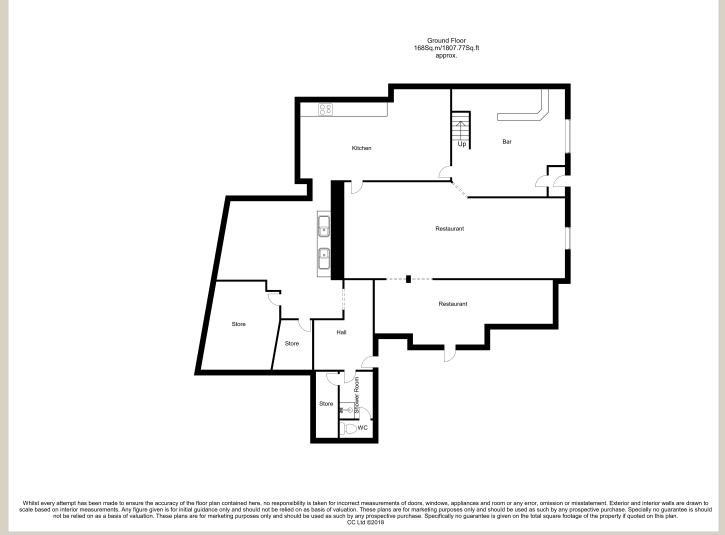 Ground Floor
168Sq.m/1807.77Sq.ft
approx.
Kitchen
Up
Bar
Restaurant
Restaurant
Store
Store
Hall
Store
Shower Room
WC
Whilst every attempt has been made to ensure the accuracy of the floor plan contained here, no responsibility is taken for incorrect measurements of doors, windows, appliances and room or any error, omission or misstatement. Exterior and interior walls are drawn to
scale based on interior measurements. Any figure given is for initial guidance only and should not be relied on as a basis of valuation. These plans are for marketing purposes only and should be used as such by any prospective purchase. Specially no guarantee is should
not be relied on as a basis of valuation. These plans are for marketing purposes only and should be used as such by any prospective purchase. Specifically no guarantee is given on the total square footage of the property if quoted on this plan.
CC Ltd ©2018